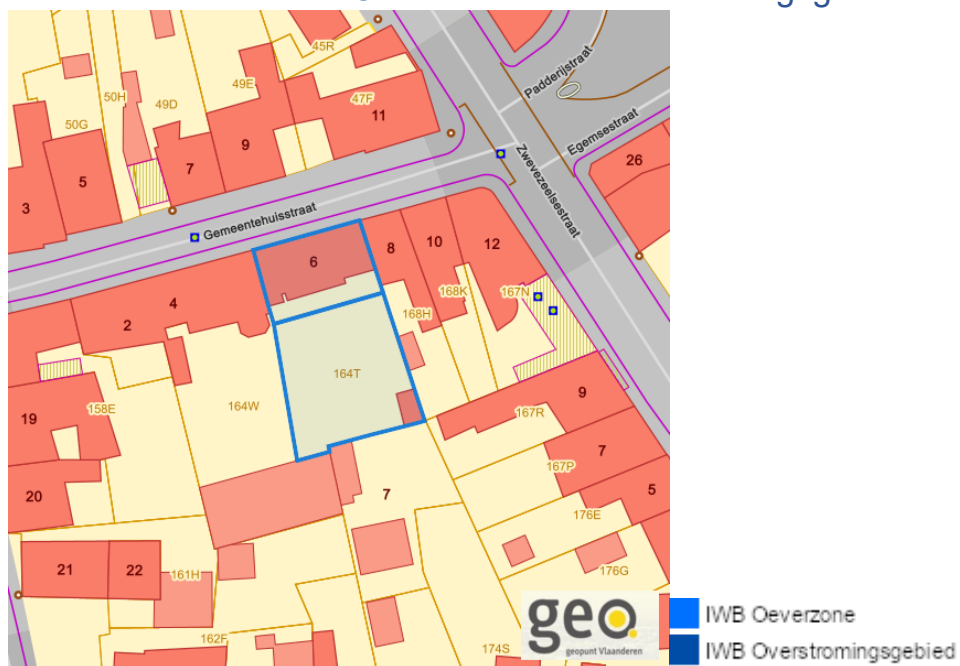 45R
50H
49D
49E
47F
11
50G
9
7
5
3
Padderijstraat
Egemsestraat
Zwevezeelsestraat
26
Gemeentehuisstraat
6
8
10
12
4
2
168K
167N
168H
164T
164W
158E
19
9
167R
7
167P
20
7
5
176E
21
22
161H
176G
162F
174S
geo.
geopunt Vlaanderen
IWB Oeverzone
IWB Overstromingsgebied